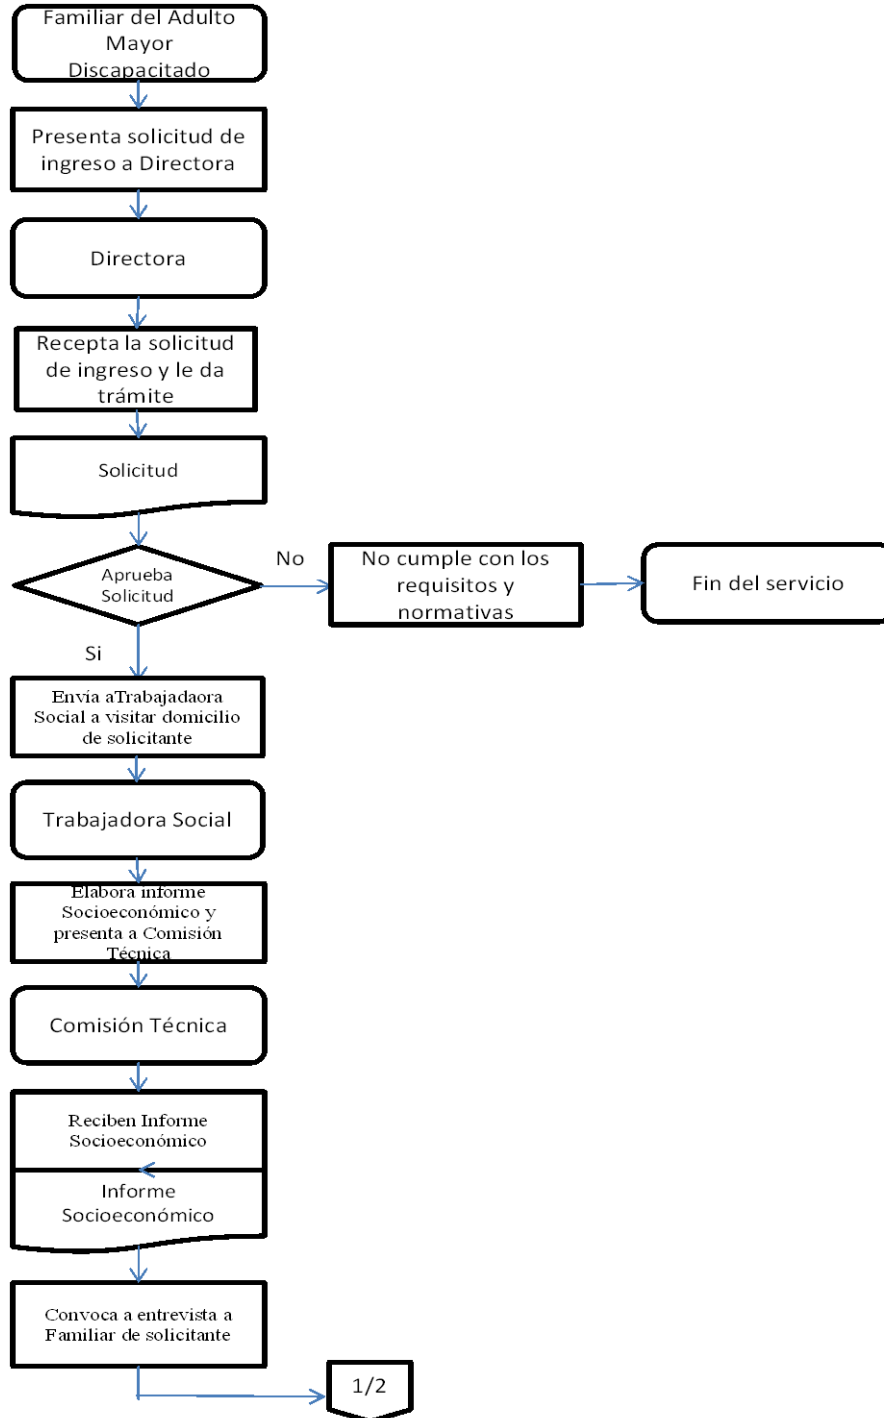 Familiar del Adulto
Mayor
Discapacitado
Presenta solicitud de
ingreso a Directora
Directora
Recepta la solicitud
de ingreso y le da
trámite
Solicitud
Aprueba
Solicitud
No
No cumple con los
requisitos y
normativas
Fin del servicio
Si
Envía aTrabajadaora
Social a visitar domicilio
de solicitante
Trabajadora Social
Elabora informe
Socioeconómico y
presenta a Comisión
Técnica
Comisión Técnica
Reciben Informe
Socioeconómico
Informe
Socioeconómico
Convoca a entrevista a
Familiar de solicitante
1/2